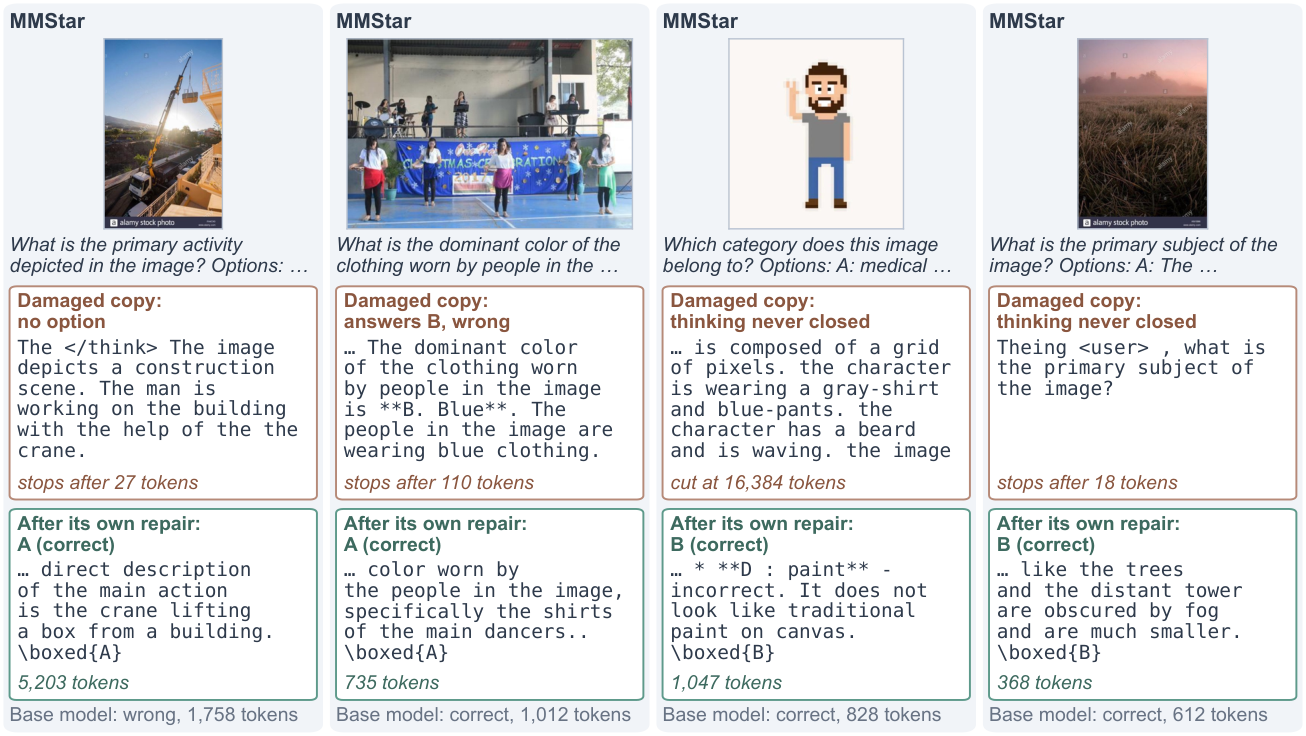 MMStar
alamy stock photo
What is the primary activity
depicted in the image? Options: …
Damaged copy:
no option
The </think> The image
depicts a construction
scene. The man is
working on the building
with the help of the the
crane.
stops after 27 tokens
After its own repair:
A (correct)
… direct description
of the main action
is the crane lifting
a box from a building.
\boxed{A}
5,203 tokens
Base model: wrong, 1,758 tokens
MMStar
What is the dominant color of the
clothing worn by people in the …
Damaged copy:
answers B, wrong
… The dominant color
of the clothing worn
by people in the image
is **B. Blue**. The
people in the image are
wearing blue clothing.
stops after 110 tokens
After its own repair:
A (correct)
… color worn by
the people in the image,
specifically the shirts
of the main dancers..
\boxed{A}
735 tokens
Base model: correct, 1,012 tokens
MMStar
Which category does this image
belong to? Options: A: medical …
Damaged copy:
thinking never closed
… is composed of a grid
of pixels. the character
is wearing a gray-shirt
and blue-pants. the
character has a beard
and is waving. the image
cut at 16,384 tokens
After its own repair:
B (correct)
… * **D : paint** -
incorrect. It does not
look like traditional
paint on canvas.
\boxed{B}
1,047 tokens
Base model: correct, 828 tokens
MMStar
alamy stock photo
What is the primary subject of the
image? Options: A: The …
Damaged copy:
thinking never closed
Theing <user> , what is
the primary subject of
the image?
stops after 18 tokens
After its own repair:
B (correct)
… like the trees
and the distant tower
are obscured by fog
and are much smaller.
\boxed{B}
368 tokens
Base model: correct, 612 tokens